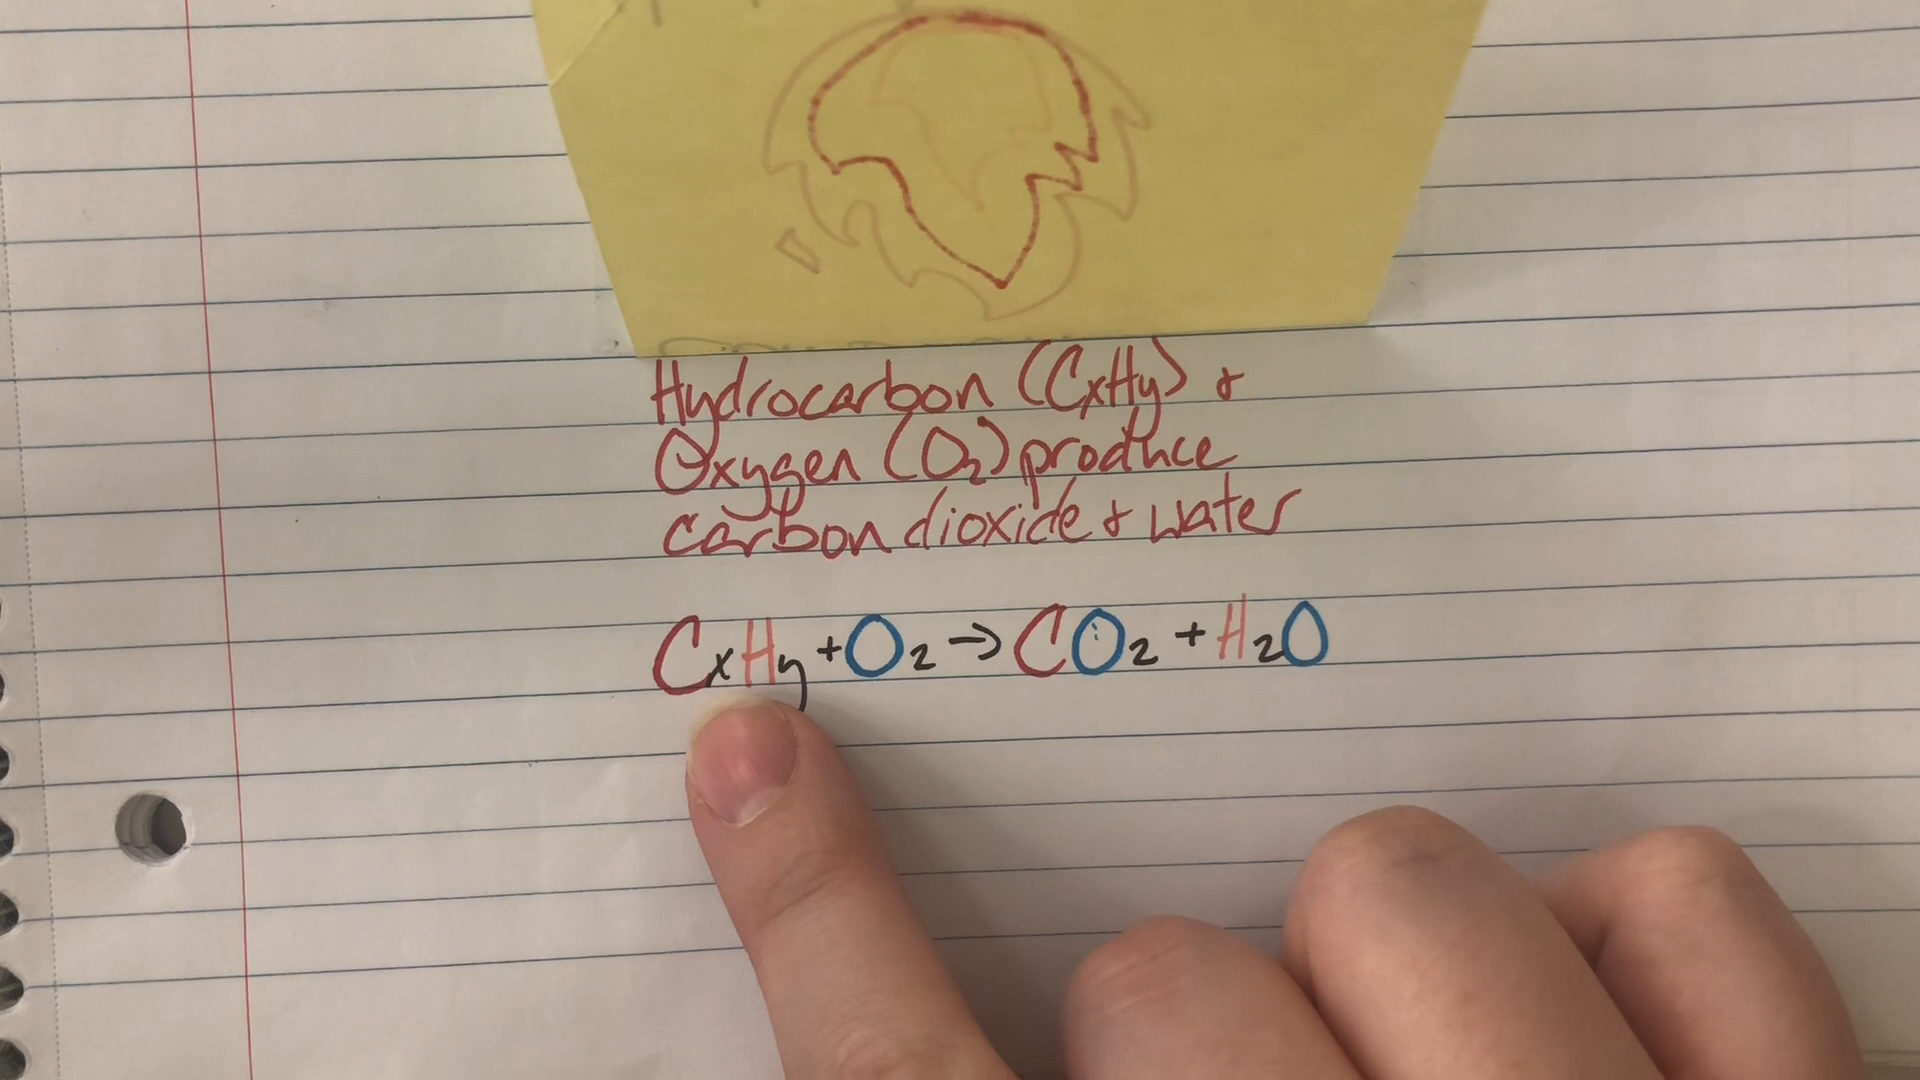 Hydrocarbon (CxHy) &
Oxygen (O2) produce
carbon dioxide & water
CxHy + O2 → CO2 + H2O